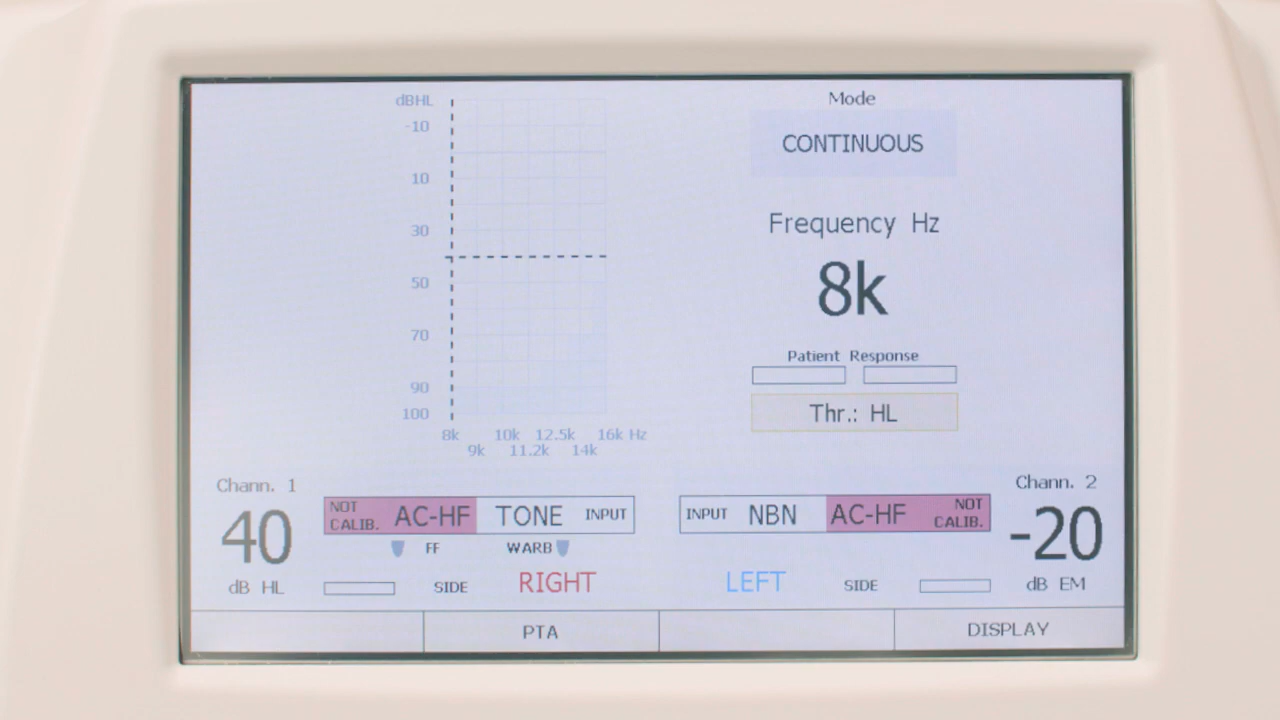 dBHL
-10
10
30
50
70
90
100
8k 10k 12.5k 16k Hz
9k 11.2k 14k
Mode
CONTINUOUS
Frequency Hz
8k
Patient Response
Thr.: HL
Chann. 1
40
dB HL
NOT CALIB. AC-HF TONE INPUT
FF WARB
SIDE RIGHT
INPUT NBN AC-HF NOT CALIB.
LEFT SIDE
Chann. 2
-20
dB EM
PTA
DISPLAY